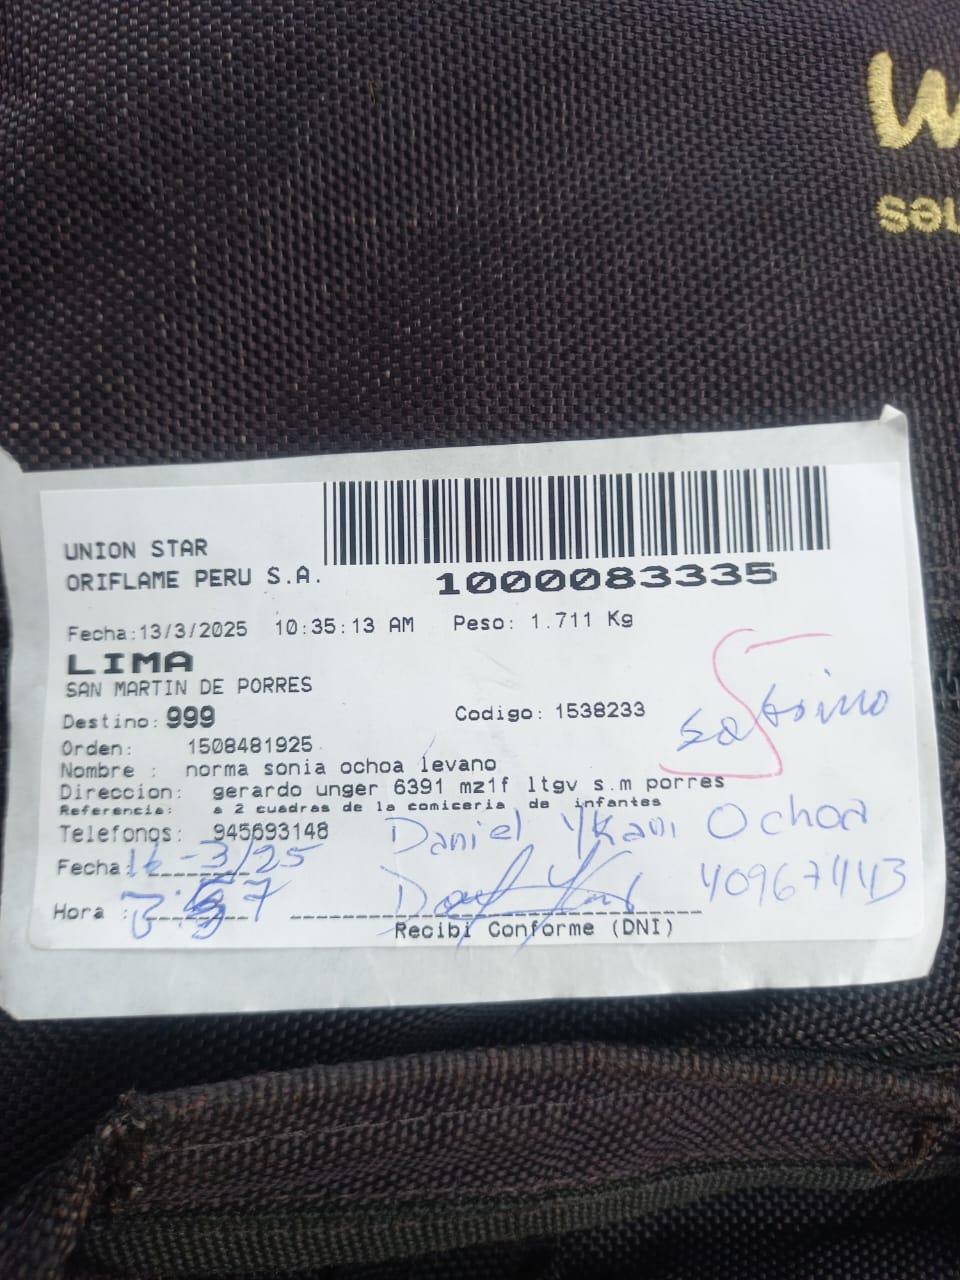 UNION STAR
ORIFLAME PERU S.A.
1000083335
Fecha:13/3/2025 10:35:13 AM Peso: 1.711 Kg
LIMA
SAN MARTIN DE PORRES
Destino: 999 Codigo: 1538233
Orden: 1508481925
Nombre : norma sonia ochoa levano
Direccion: gerardo unger 6391 mz1f ltgv s.m porres
Referencia: a 2 cuadras de la comiceria de infantes
Telefonos: 945693148
Daniel Ykani Ochoa
Fecha: 16-3/25
Hora :
Recibi Conforme (DNI)